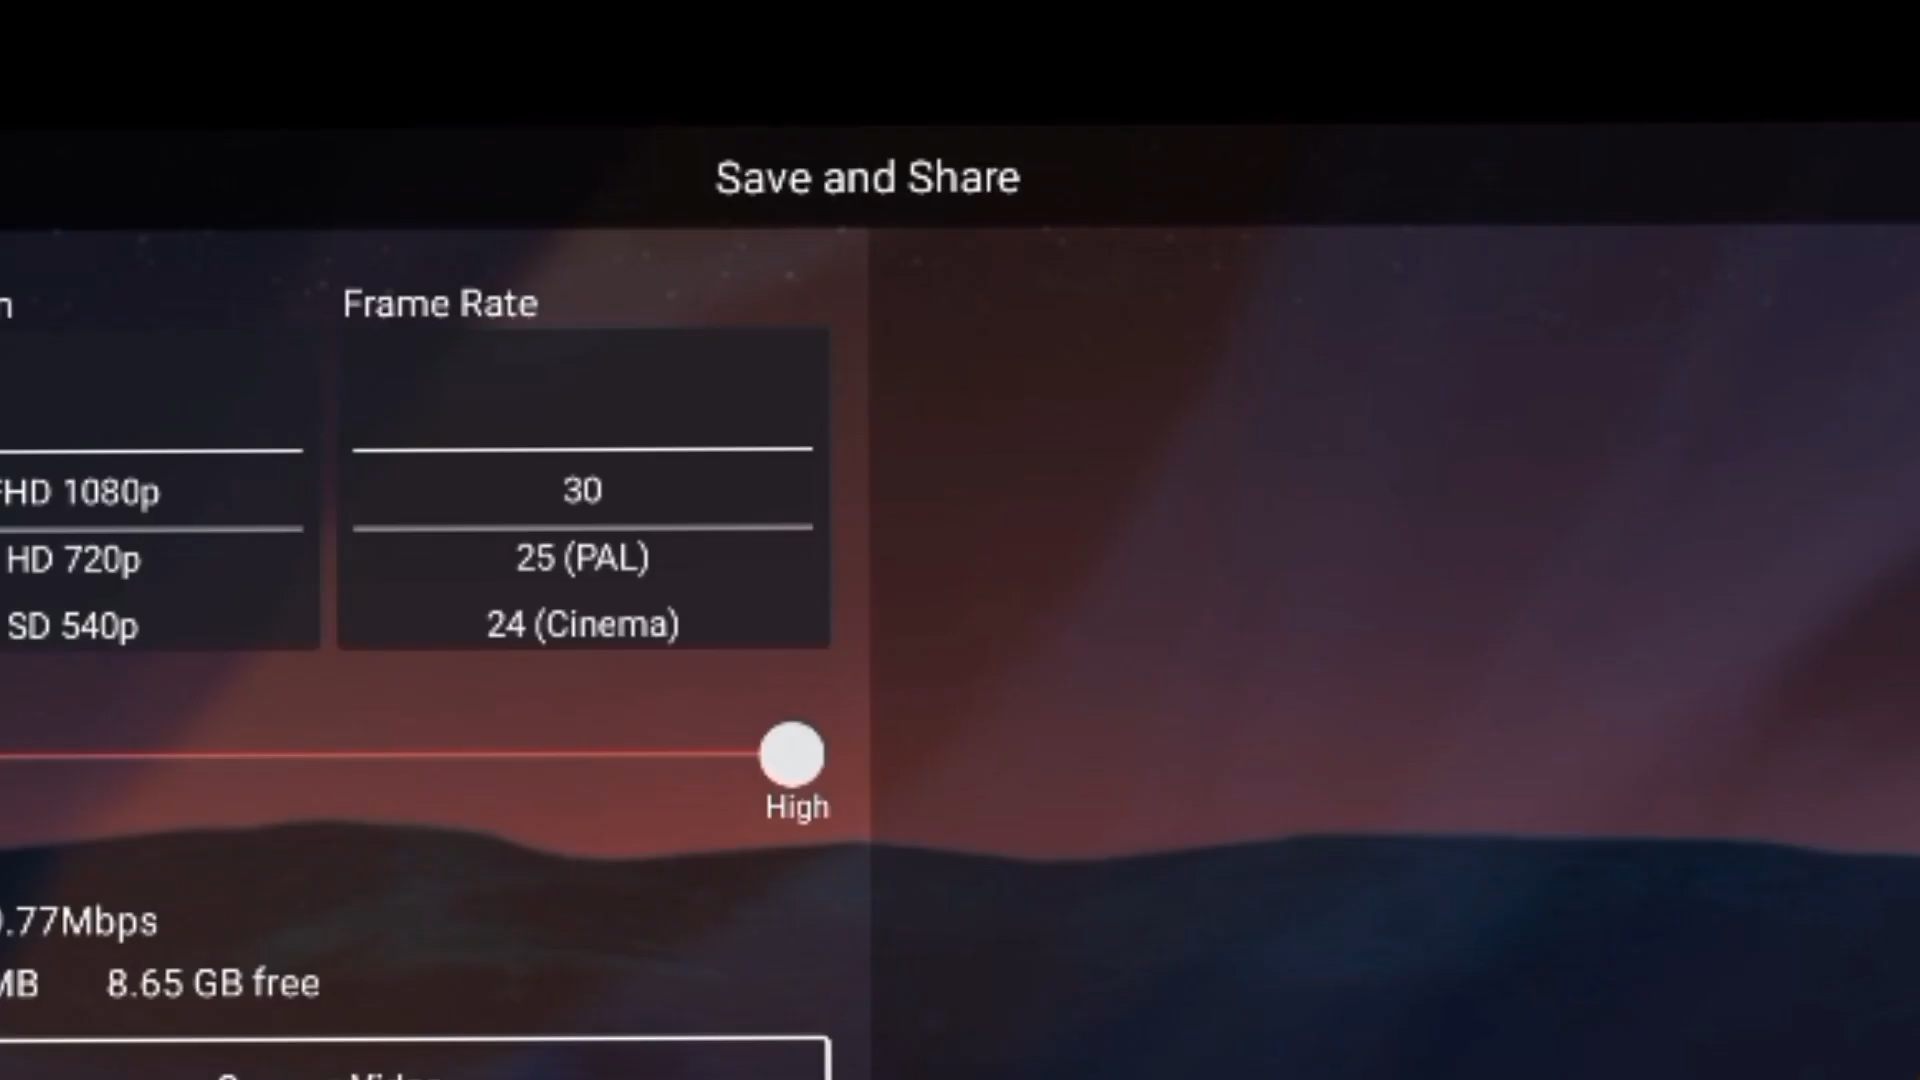 Save and Share
Frame Rate
FHD 1080p
30
HD 720p
25 (PAL)
SD 540p
24 (Cinema)
High
.77Mbps
MB 8.65 GB free